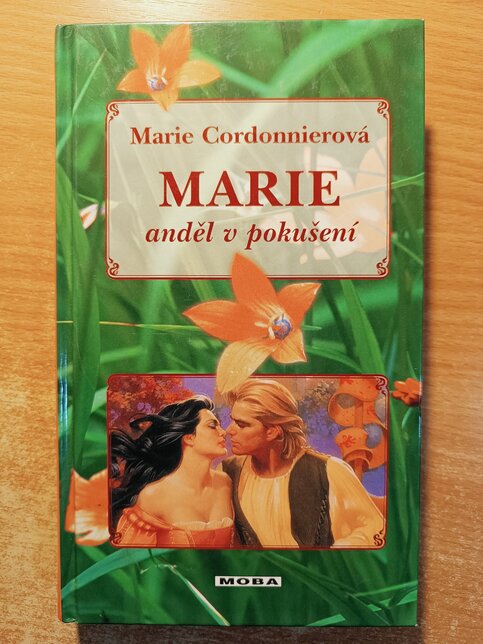 Marie Cordonnierová
MARIE
anděl v pokušení
MOBA